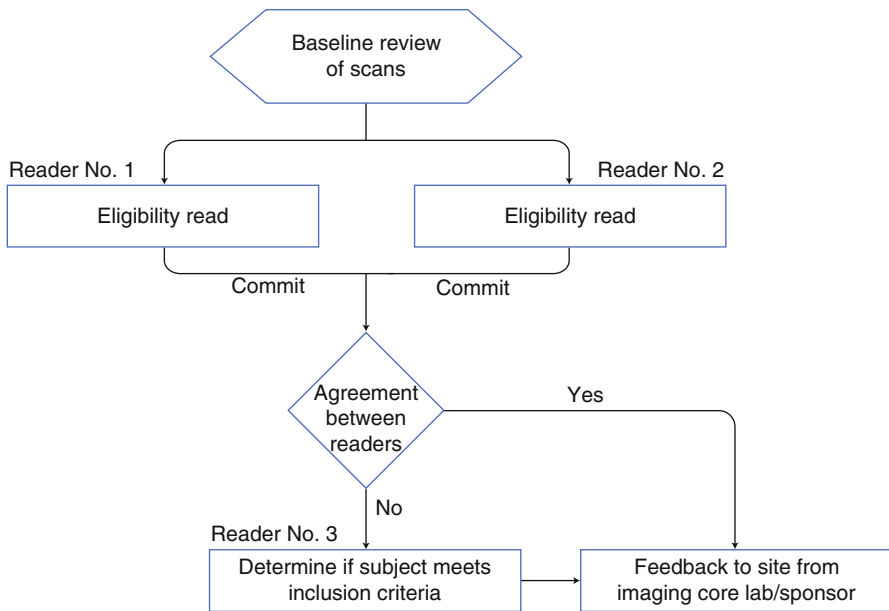 Baseline review
of scans
Reader No. 1
Reader No. 2
Eligibility read
Eligibility read
Commit
Commit
Agreement
between
readers
Yes
No
Reader No. 3
Determine if subject meets
inclusion criteria
Feedback to site from
imaging core lab/sponsor